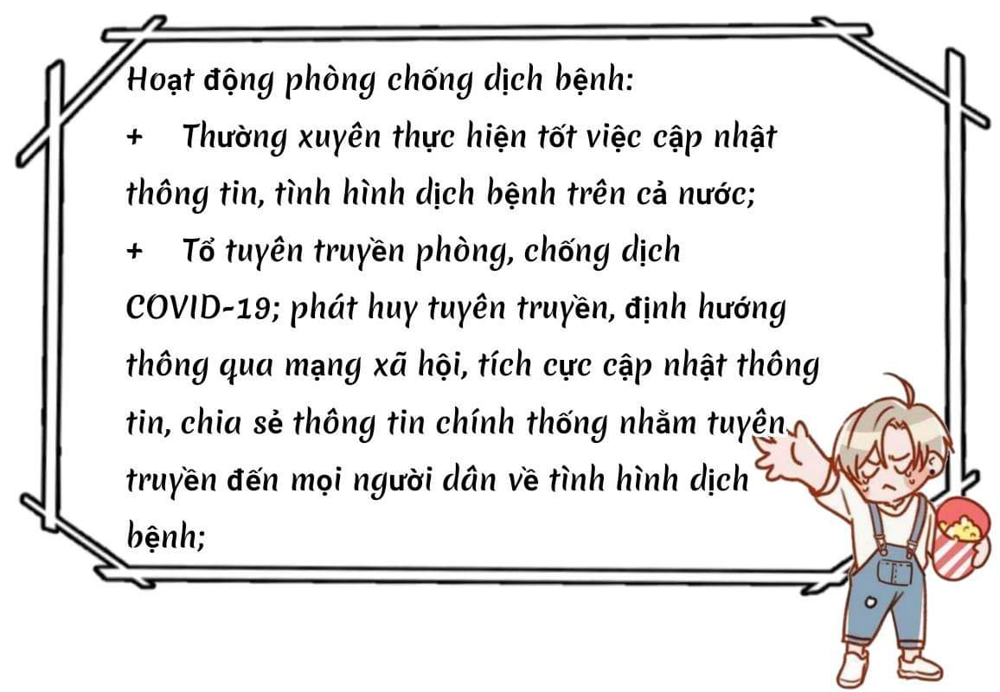 Hoạt động phòng chống dịch bệnh:
+ Thường xuyên thực hiện tốt việc cập nhật
thông tin, tình hình dịch bệnh trên cả nước;
+ Tổ tuyên truyền phòng, chống dịch
COVID-19; phát huy tuyên truyền, định hướng
thông qua mạng xã hội, tích cực cập nhật thông
tin, chia sẻ thông tin chính thống nhằm tuyên
truyền đến mọi người dân về tình hình dịch
bệnh;